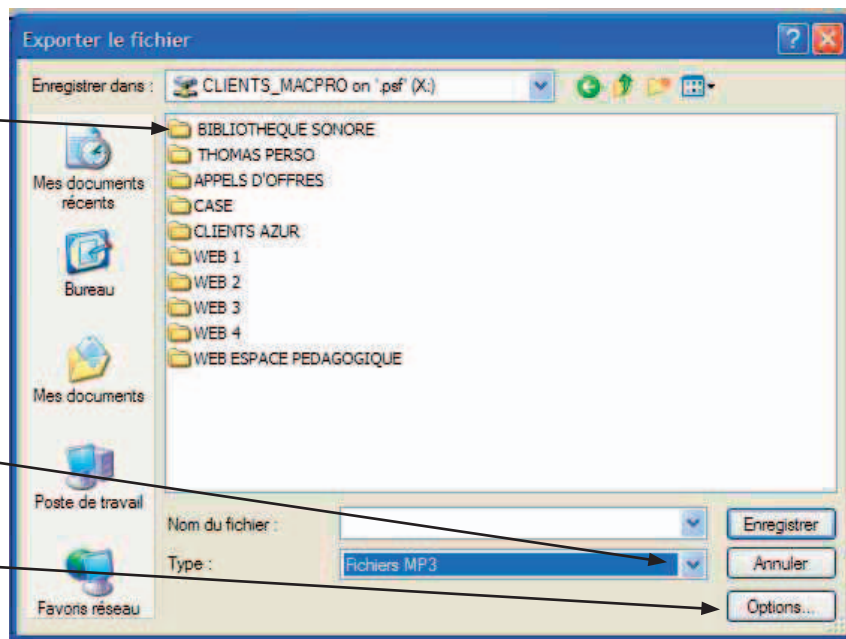 Exporter le fichier
Enregistrer dans :
CLIENTS_MACPRO on '.psf' (X:)
BIBLIOTHEQUE SONORE
THOMAS PERSO
APPELS D'OFFRES
CASE
CLIENTS AZUR
WEB 1
WEB 2
WEB 3
WEB 4
WEB ESPACE PEDAGOGIQUE
Mes documents
récents
Bureau
Mes documents
Poste de travail
Favoris réseau
Nom du fichier :
Enregistrer
Type :
Fichiers MP3
Annuler
Options...